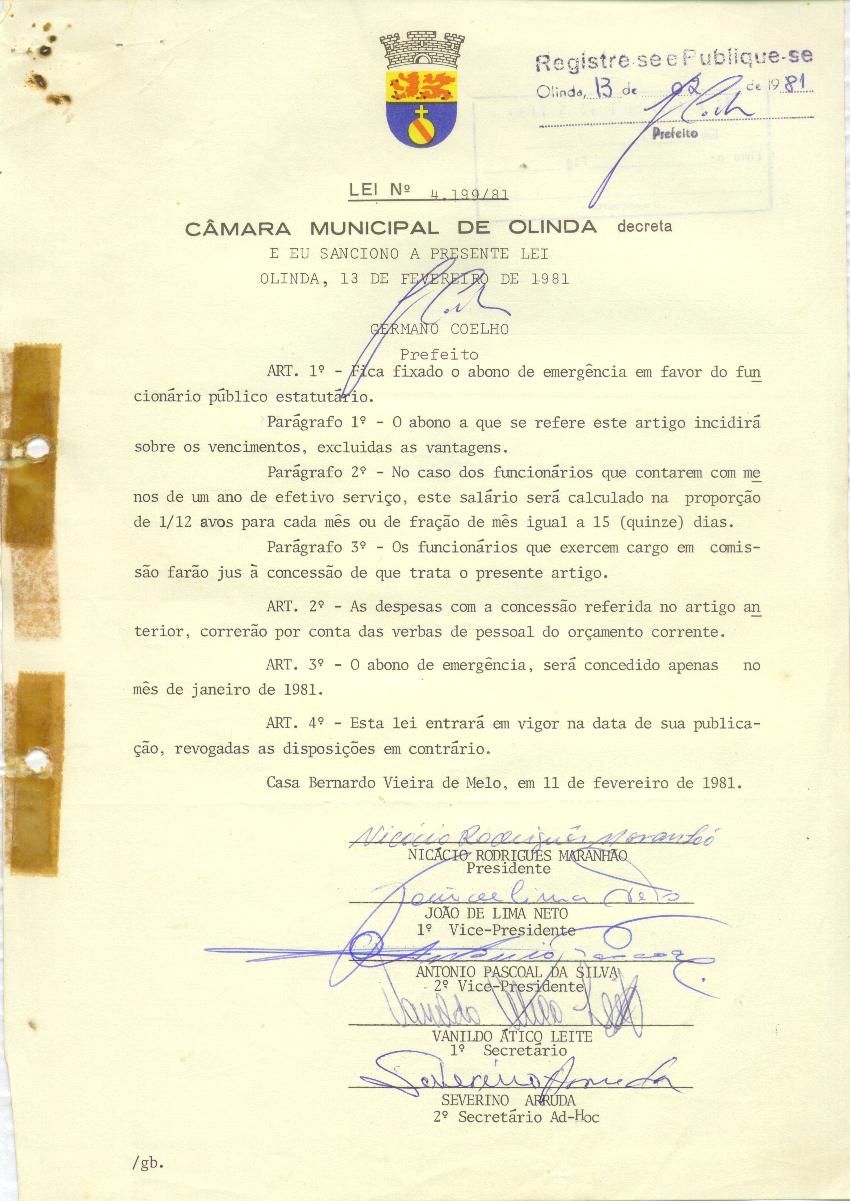 Registre-se e Publique-se
Olinda, 13 de 02 de 1981
Prefeito
LEI Nº 4.199/81
CÂMARA MUNICIPAL DE OLINDA decreta
E EU SANCIONO A PRESENTE LEI
OLINDA, 13 DE FEVEREIRO DE 1981
GERMANO COELHO
Prefeito
ART. 1º - Fica fixado o abono de emergência em favor do fun
cionário público estatutário.
Parágrafo 1º - O abono a que se refere este artigo incidirá
sobre os vencimentos, excluidas as vantagens.
Parágrafo 2º - No caso dos funcionários que contarem com me
nos de um ano de efetivo serviço, este salário será calculado na proporção
de 1/12 avos para cada mês ou de fração de mês igual a 15 (quinze) dias.
Parágrafo 3º - Os funcionários que exercem cargo em comis-
são farão jus à concessão de que trata o presente artigo.
ART. 2º - As despesas com a concessão referida no artigo an
terior, correrão por conta das verbas de pessoal do orçamento corrente.
ART. 3º - O abono de emergência, será concedido apenas no
mês de janeiro de 1981.
ART. 4º - Esta lei entrará em vigor na data de sua publica-
ção, revogadas as disposições em contrário.
Casa Bernardo Vieira de Melo, em 11 de fevereiro de 1981.
Nicácio Rodrigues Maranhão
NICÁCIO RODRIGUES MARANHÃO
Presidente
João de Lima Neto
JOÃO DE LIMA NETO
1º Vice-Presidente
Antônio Pascoal
ANTONIO PASCOAL DA SILVA
2º Vice-Presidente
Vanildo Ático Leite
VANILDO ÁTICO LEITE
1º Secretário
Severino Arruda
SEVERINO ARRUDA
2º Secretário Ad-Hoc
/gb.